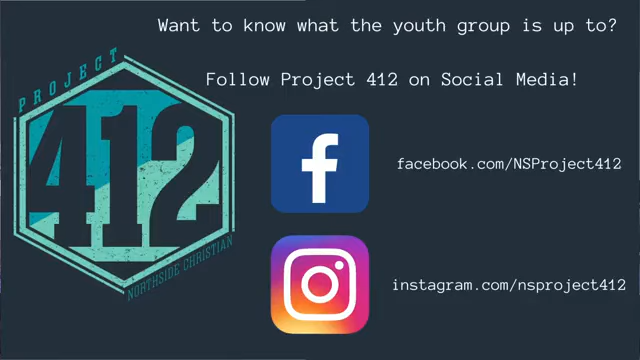 Want to know what the youth group is up to?
Follow Project 412 on Social Media!
PROJECT
412
NORTHSIDE CHRISTIAN
facebook.com/NSProject412
instagram.com/nsproject412